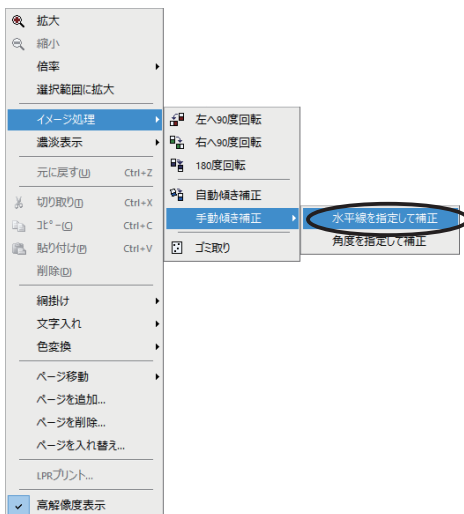 拡大
縮小
倍率
選択範囲に拡大
イメージ処理
濃淡表示
元に戻す(U) Ctrl+Z
切り取り(T) Ctrl+X
ｺﾋﾟｰ(C) Ctrl+C
貼り付け(P) Ctrl+V
削除(D)
網掛け
文字入れ
色変換
ページ移動
ページを追加...
ページを削除...
ページを入れ替え...
LPRプリント...
高解像度表示
左へ90度回転
右へ90度回転
180度回転
自動傾き補正
手動傾き補正
ゴミ取り
水平線を指定して補正
角度を指定して補正